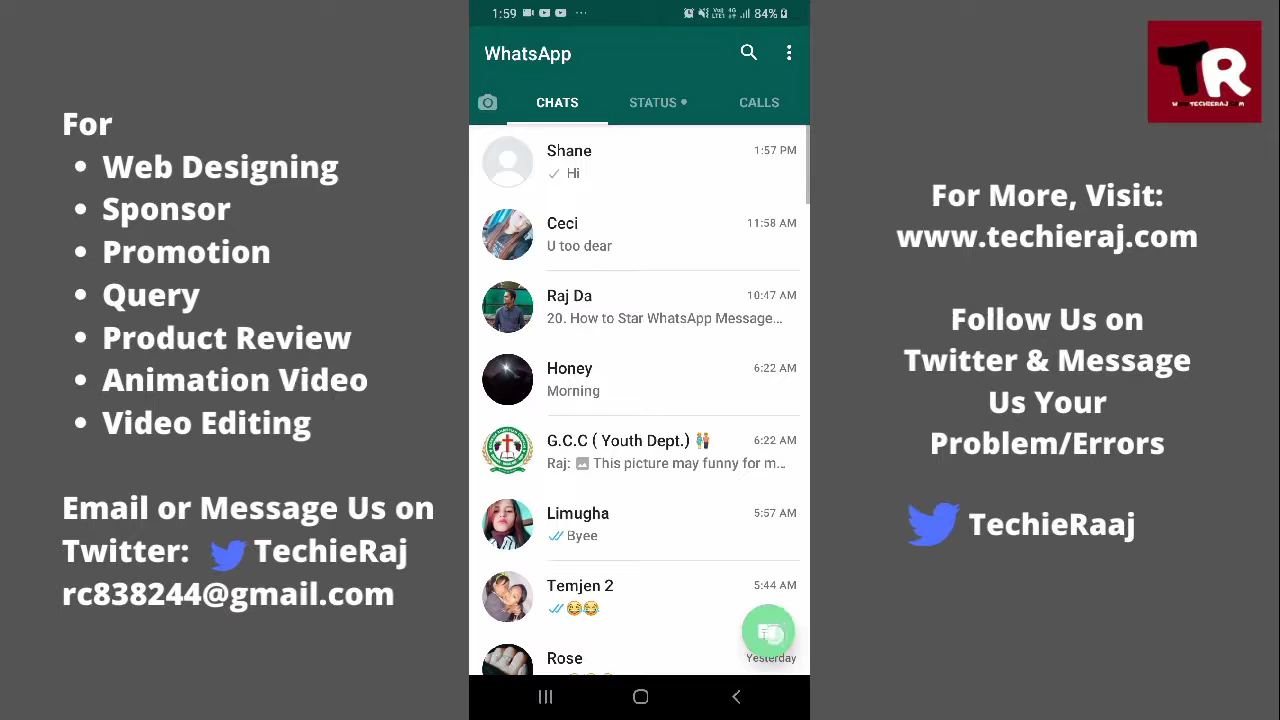 For
• Web Designing
• Sponsor
• Promotion
• Query
• Product Review
• Animation Video
• Video Editing
Email or Message Us on
Twitter: TechieRaj
rc838244@gmail.com
1:59
84%
WhatsApp
CHATS STATUS CALLS
Shane 1:57 PM
Hi
Ceci 11:58 AM
U too dear
Raj Da 10:47 AM
20. How to Star WhatsApp Message...
Honey 6:22 AM
Morning
G.C.C ( Youth Dept.) 6:22 AM
Raj: This picture may funny for m...
Limugha 5:57 AM
Byee
Temjen 2 5:44 AM
😂😂
Rose Yesterday
TR
WWW.TECHIERAJ.COM
For More, Visit:
www.techieraj.com
Follow Us on
Twitter & Message
Us Your
Problem/Errors
TechieRaaj